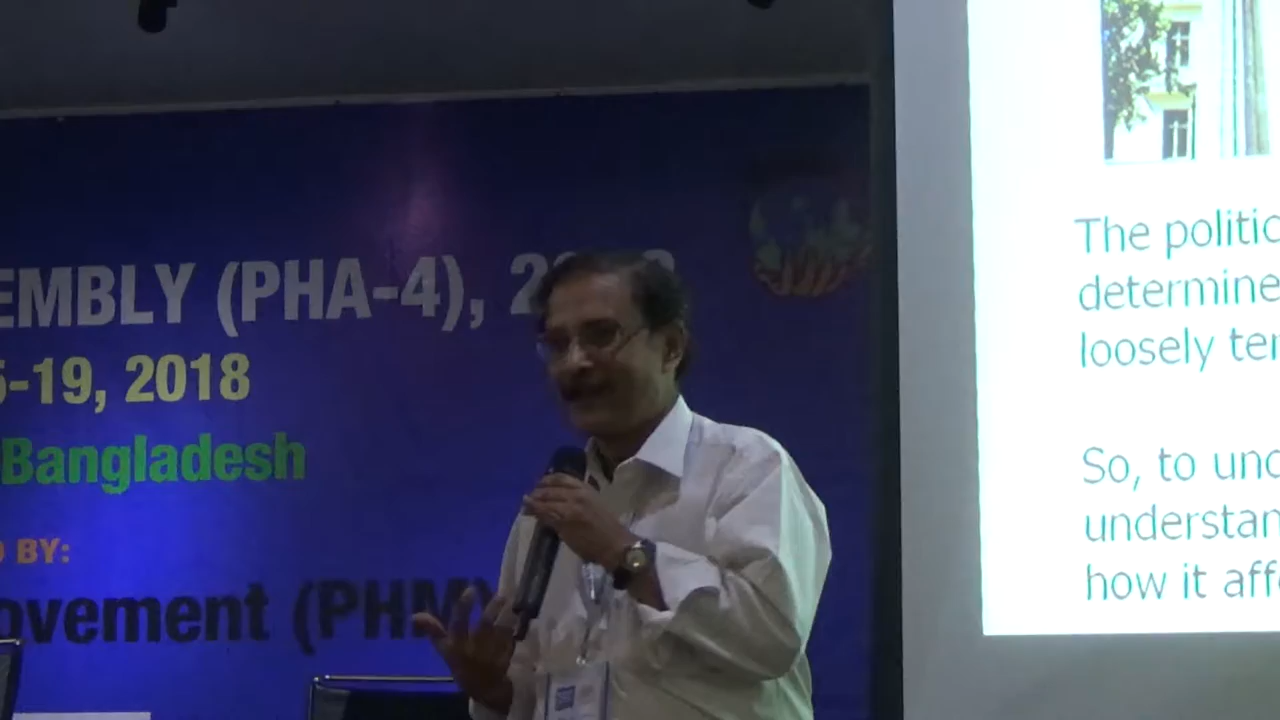 EMBLY (PHA-4), 2
-19, 2018
Bangladesh
BY:
ovement (PHM)
The politic
determine
loosely ter
So, to unc
understan
how it aff